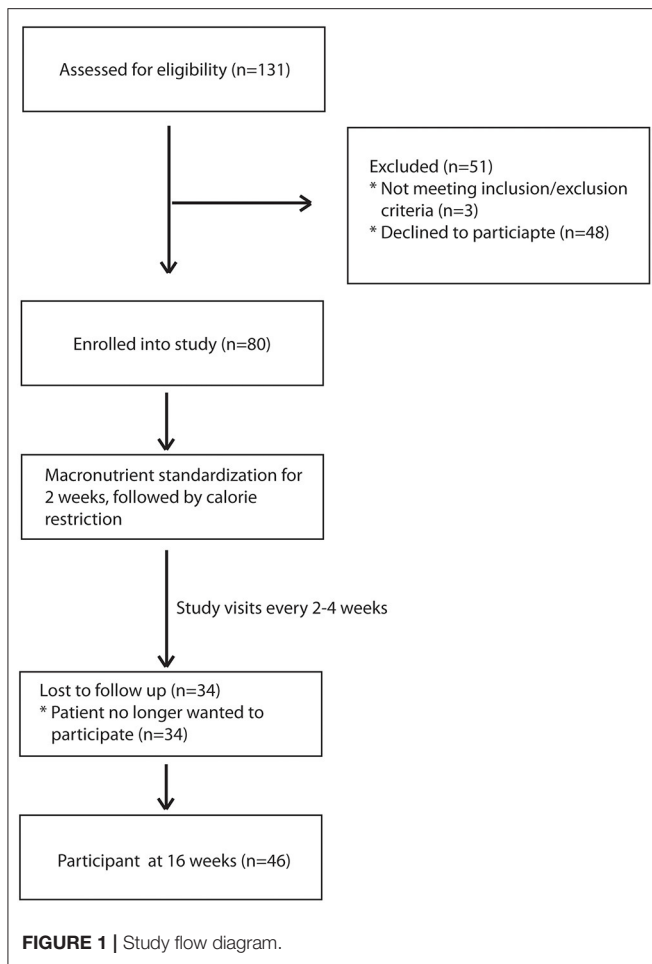 Assessed for eligibility (n=131)
Excluded (n=51)
* Not meeting inclusion/exclusion
criteria (n=3)
* Declined to particiapte (n=48)
Enrolled into study (n=80)
Macronutrient standardization for
2 weeks, followed by calorie
restriction
Study visits every 2-4 weeks
Lost to follow up (n=34)
* Patient no longer wanted to
participate (n=34)
Participant at 16 weeks (n=46)
FIGURE 1 | Study flow diagram.